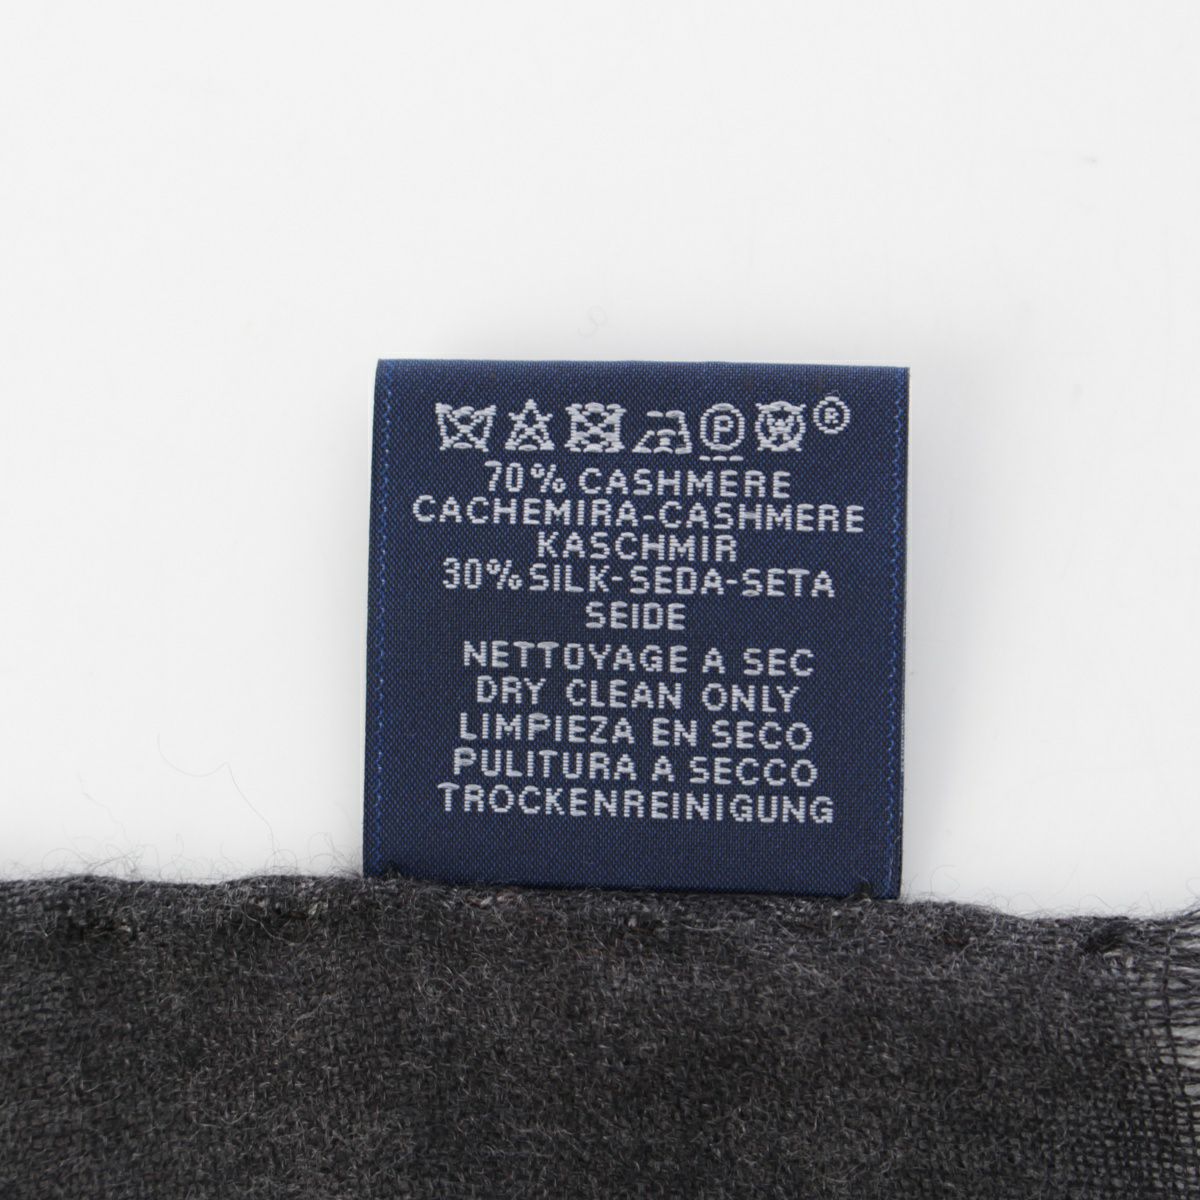 P W ®
70% CASHMERE
CACHEMIRA-CASHMERE
KASCHMIR
30% SILK-SEDA-SETA
SEIDE
NETTOYAGE A SEC
DRY CLEAN ONLY
LIMPIEZA EN SECO
PULITURA A SECCO
TROCKENREINIGUNG